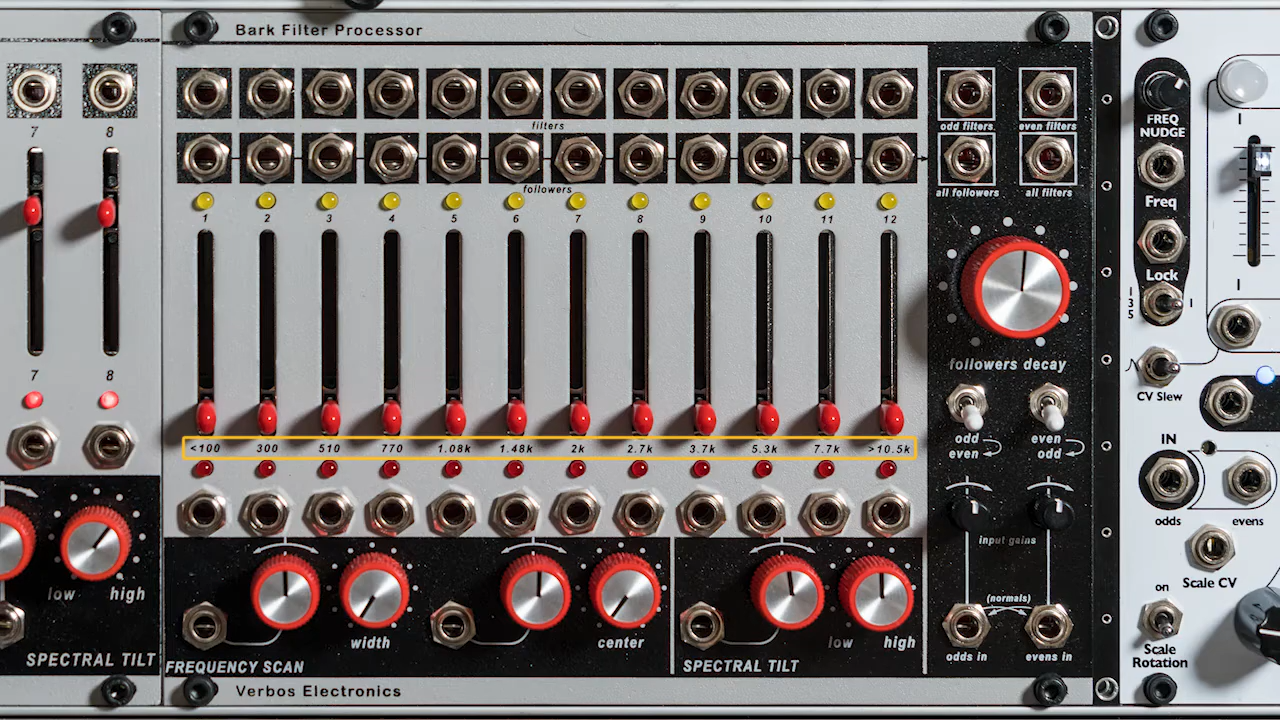 Bark Filter Processor
7 8
filters
followers
1 2 3 4 5 6 7 8 9 10 11 12
<100 300 510 770 1.08k 1.48k 2k 2.7k 3.7k 5.3k 7.7k >10.5k
7 8
low high
SPECTRAL TILT
width
FREQUENCY SCAN
center
low high
SPECTRAL TILT
Verbos Electronics
odd filters even filters
all followers all filters
followers decay
odd even
even odd
input gains
(normals)
odds in evens in
FREQ
NUDGE
Freq
Lock
1
3 1
5
CV Slew
IN
odds evens
Scale CV
on
Scale
Rotation
I
I